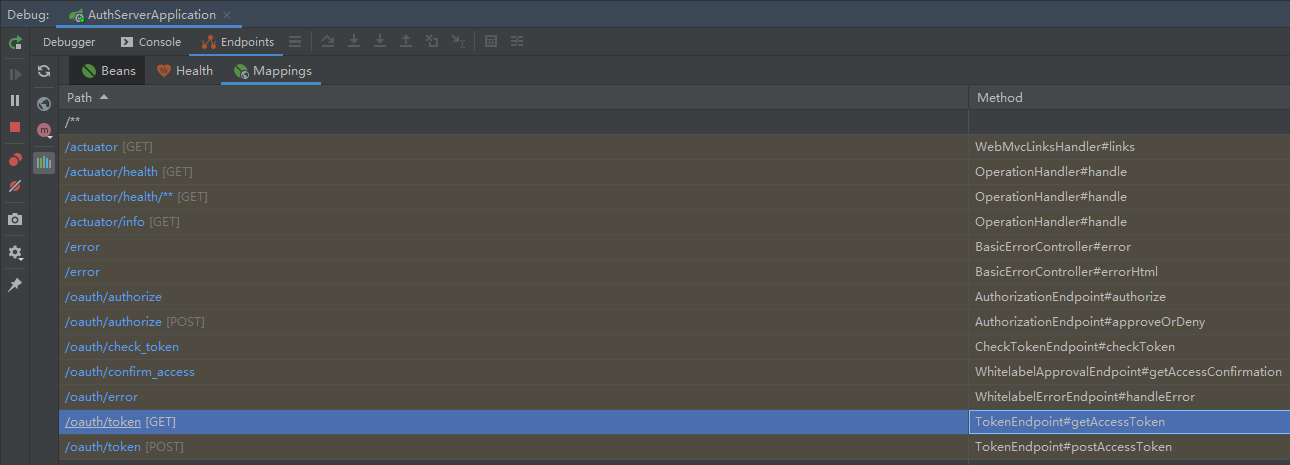 Debug: AuthServerApplication
Debugger Console Endpoints
Beans Health Mappings
Path Method
/**
/actuator [GET] WebMvcLinksHandler#links
/actuator/health [GET] OperationHandler#handle
/actuator/health/** [GET] OperationHandler#handle
/actuator/info [GET] OperationHandler#handle
/error BasicErrorController#error
/error BasicErrorController#errorHtml
/oauth/authorize AuthorizationEndpoint#authorize
/oauth/authorize [POST] AuthorizationEndpoint#approveOrDeny
/oauth/check_token CheckTokenEndpoint#checkToken
/oauth/confirm_access WhitelabelApprovalEndpoint#getAccessConfirmation
/oauth/error WhitelabelErrorEndpoint#handleError
/oauth/token [GET] TokenEndpoint#getAccessToken
/oauth/token [POST] TokenEndpoint#postAccessToken